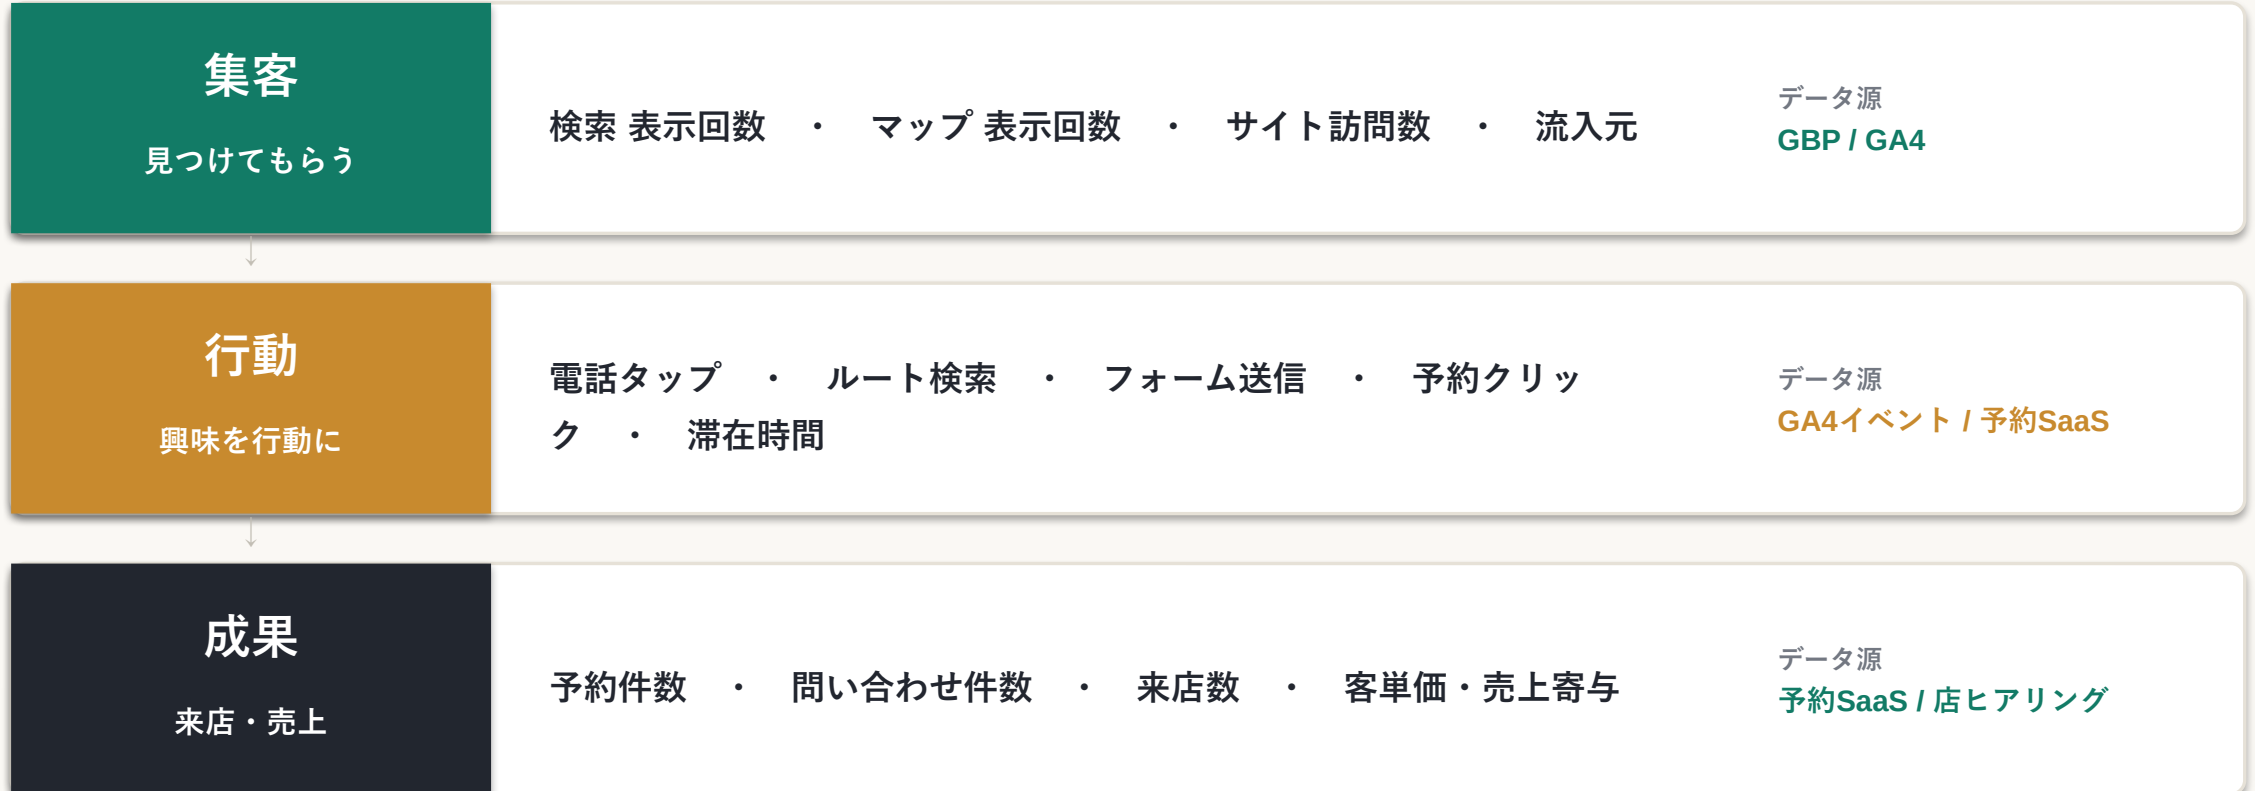 集客
見つけてもらう
検索 表示回数　・　マップ 表示回数　・　サイト訪問数　・　流入元
データ源
GBP / GA4
↓
行動
興味を行動に
電話タップ　・　ルート検索　・　フォーム送信　・　予約クリッ
ク　・　滞在時間
データ源
GA4イベント / 予約SaaS
↓
成果
来店・売上
予約件数　・　問い合わせ件数　・　来店数　・　客単価・売上寄与
データ源
予約SaaS / 店ヒアリング